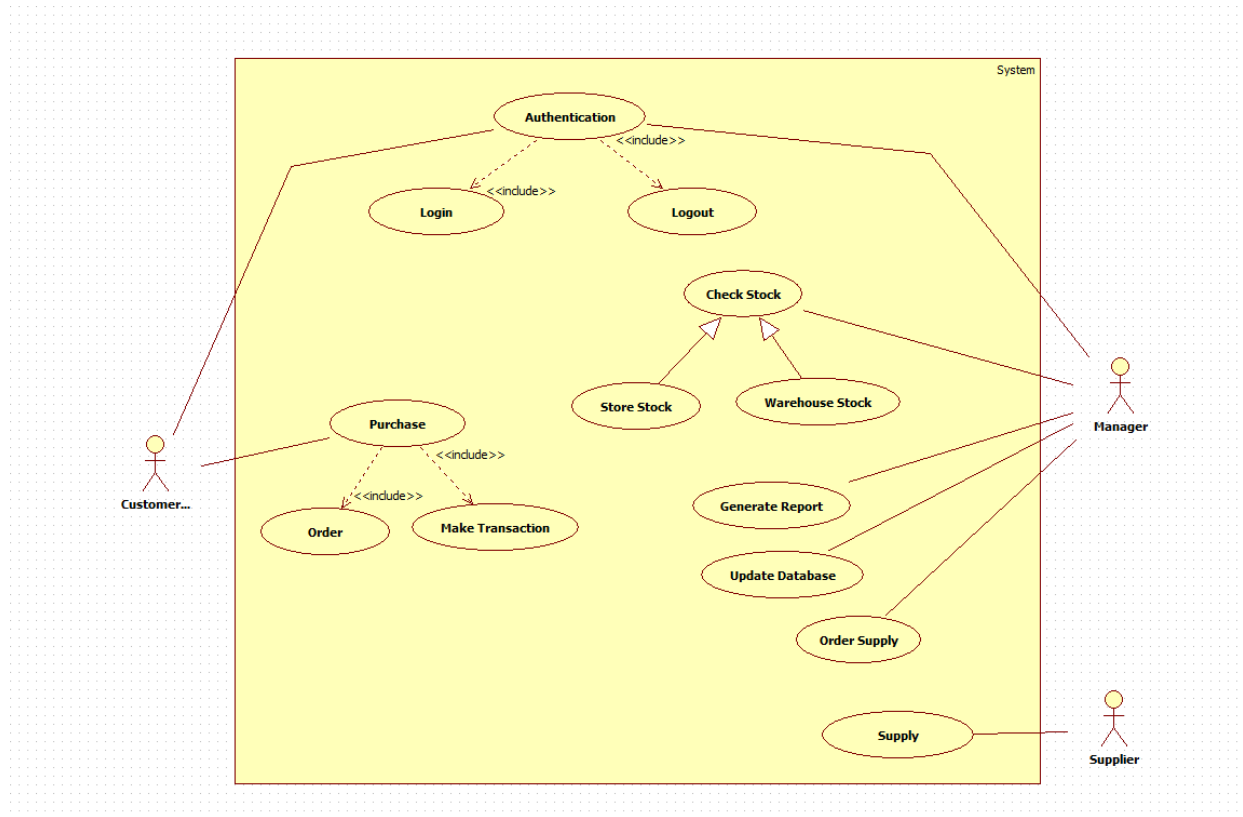 System
Authentication
<<include>>
<<include>>
Login
Logout
Check Stock
Store Stock
Warehouse Stock
Purchase
Manager
<<include>>
<<include>>
Customer...
Generate Report
Order
Make Transaction
Update Database
Order Supply
Supply
Supplier